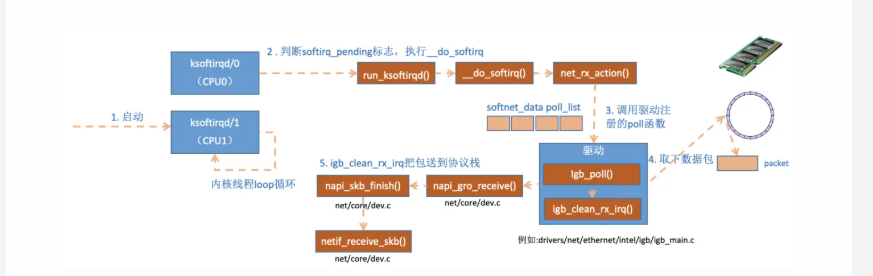 2 . 判断softirq_pending标志，执行__do_softirq
ksoftirqd/0
（CPU0）
run_ksoftirqd()
__do_softirq()
net_rx_action()
1. 启动
ksoftirqd/1
（CPU1）
内核线程loop循环
softnet_data poll_list
3. 调用驱动注
册的poll函数
驱动
Igb_poll()
igb_clean_rx_irq()
4. 取下数据包
packet
5. igb_clean_rx_irq把包送到协议栈
napi_skb_finish()
napi_gro_receive()
net/core/dev.c
net/core/dev.c
netif_receive_skb()
net/core/dev.c
例如:drivers/net/ethernet/intel/igb/igb_main.c